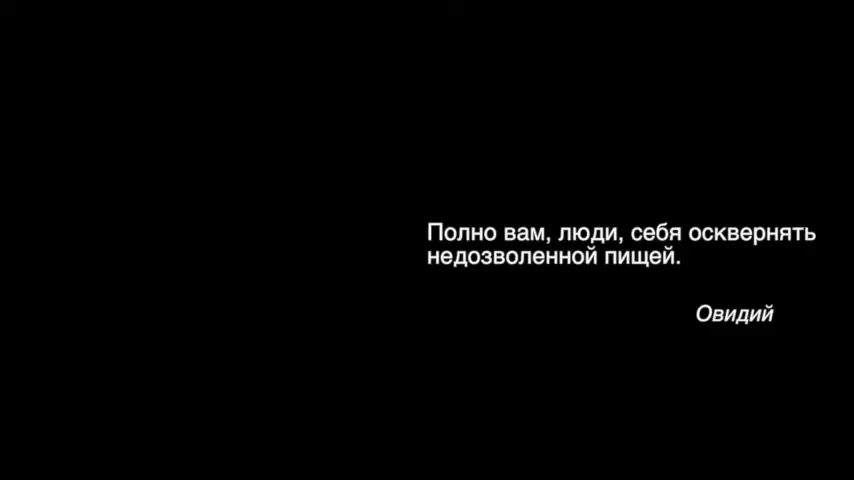 Полно вам, люди, себя осквернять
недозволенной пищей.
Овидий